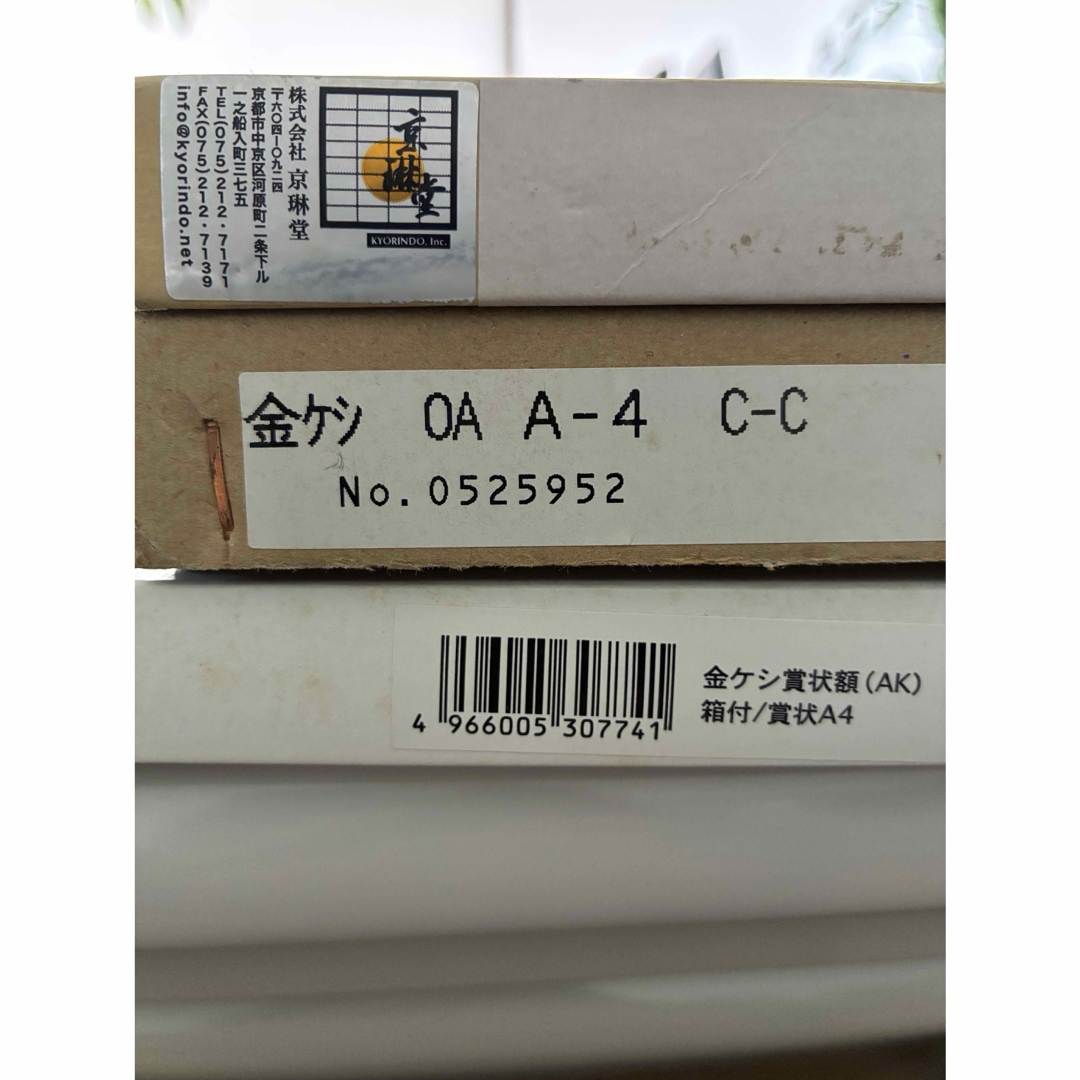 京琳堂
KYORINDO, Inc.
株式会社 京琳堂
〒六〇四-〇九二四
京都市中京区河原町二条下ル
一之船入町三七五
TEL(075)212・7171
FAX(075)212・7139
info@kyorindo.net
金ケシ OA A-4 C-C
No.0525952
4 966005 307741
金ケシ賞状額(AK)
箱付/賞状A4